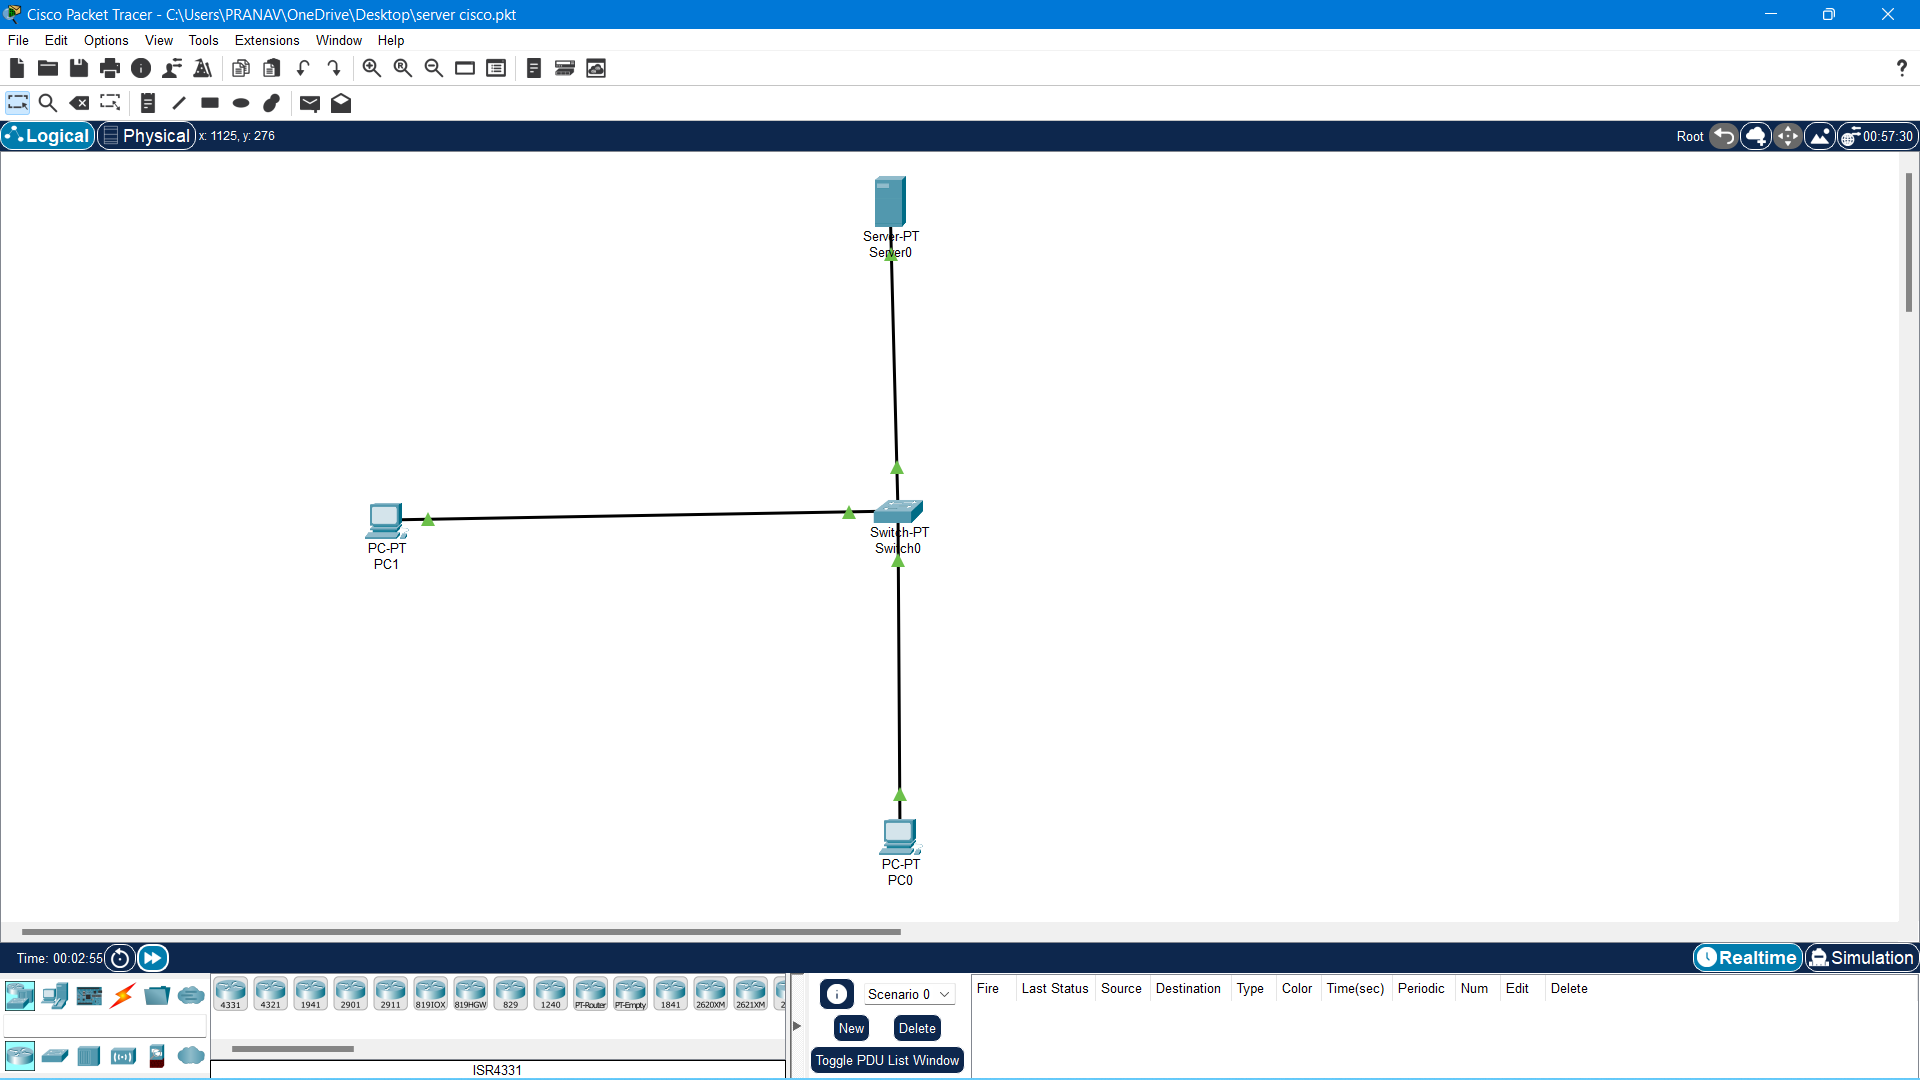 Cisco Packet Tracer - C:\Users\PRANAV\OneDrive\Desktop\server cisco.pkt
File Edit Options View Tools Extensions Window Help
Logical Physical x: 1125, y: 276 Root 00:57:30
Server-PT
Server0
Switch-PT
Switch0
PC-PT
PC1
PC-PT
PC0
Time: 00:02:55 Realtime Simulation
4331 4321 1941 2901 2911 819IOX 819HGW 829 1240 PT-Router PT-Empty 1841 2620XM 2621XM 2
ISR4331
Scenario 0
New Delete
Toggle PDU List Window
Fire Last Status Source Destination Type Color Time(sec) Periodic Num Edit Delete